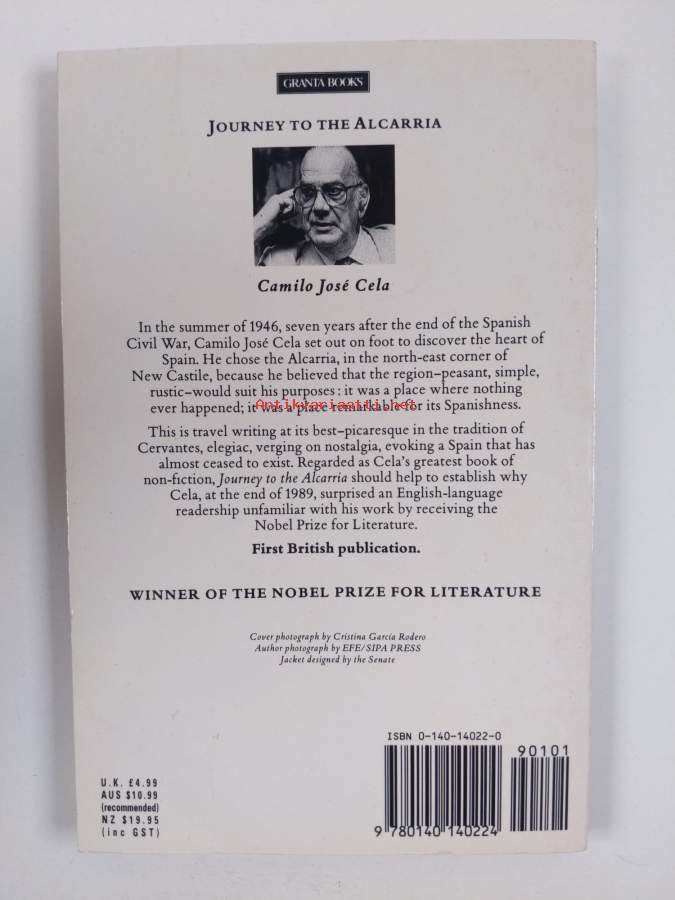 GRANTA BOOKS
JOURNEY TO THE ALCARRIA
Camilo José Cela
In the summer of 1946, seven years after the end of the Spanish
Civil War, Camilo José Cela set out on foot to discover the heart of
Spain. He chose the Alcarria, in the north-east corner of
New Castile, because he believed that the region–peasant, simple,
rustic–would suit his purposes: it was a place where nothing
ever happened; it was a place remarkable for its Spanishness.
Antikvariaatti.net
This is travel writing at its best–picaresque in the tradition of
Cervantes, elegiac, verging on nostalgia, evoking a Spain that has
almost ceased to exist. Regarded as Cela's greatest book of
non-fiction, Journey to the Alcarria should help to establish why
Cela, at the end of 1989, surprised an English-language
readership unfamiliar with his work by receiving the
Nobel Prize for Literature.
First British publication.
WINNER OF THE NOBEL PRIZE FOR LITERATURE
Cover photograph by Cristina García Rodero
Author photograph by EFE/SIPA PRESS
Jacket designed by the Senate
U.K. £4.99
AUS $10.99
(recommended)
NZ $19.95
(inc GST)
ISBN 0-140-14022-0
90101
9 780140 140224